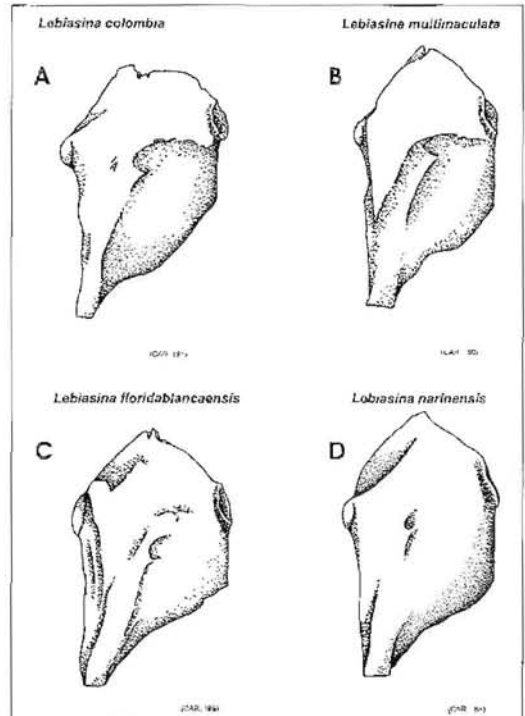 Lebiasina colombia
Lebiasina multimaculata
A
B
Lebiasina floridablancaensis
Lebiasina narinensis
C
D